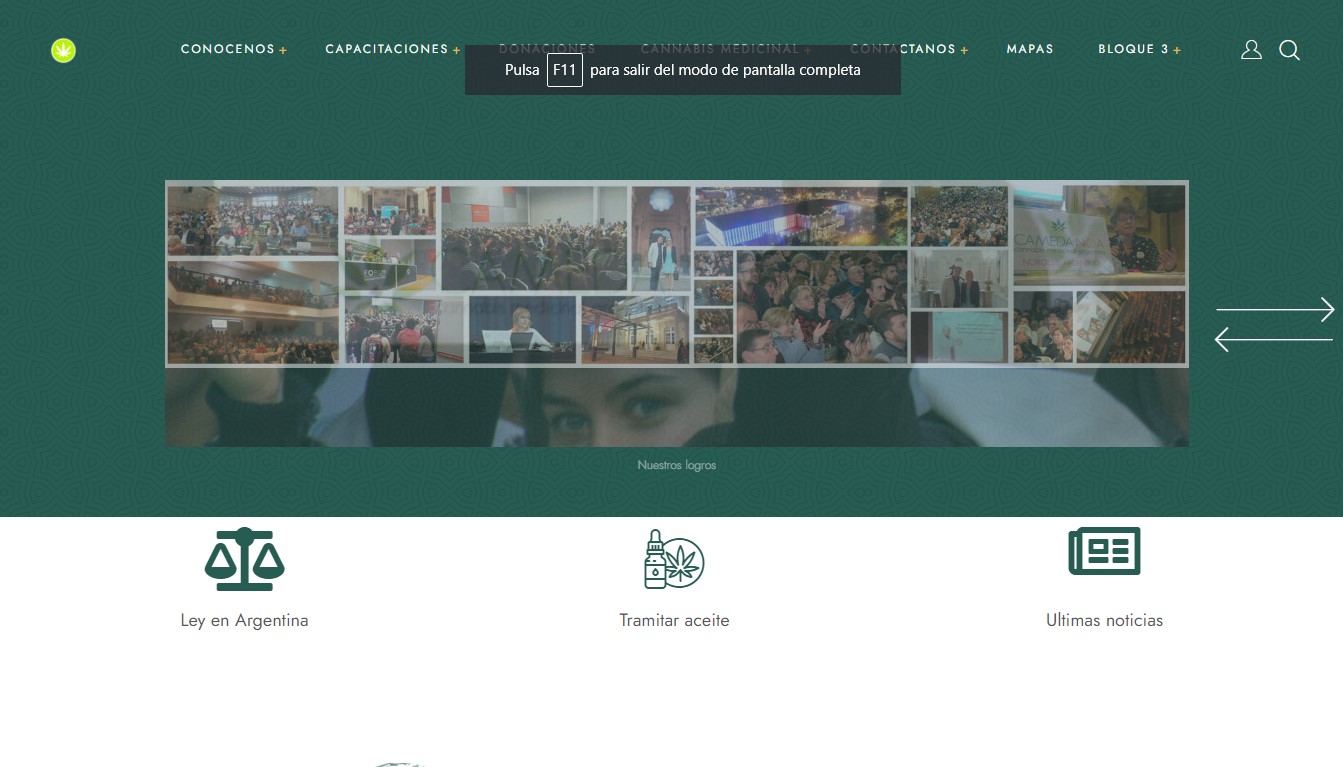 CONOCENOS +
CAPACITACIONES +
DONACIONES
CANNABIS MEDICINAL +
CONTACTANOS +
MAPAS
BLOQUE 3 +
Pulsa F11 para salir del modo de pantalla completa
CAMEDA
Nuestros logros
Ley en Argentina
Tramitar aceite
Ultimas noticias